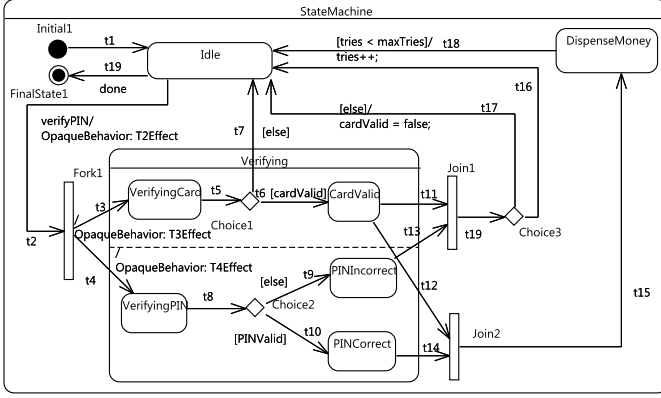 StateMachine
Initial1
t1
Idle
[tries < maxTries]/
tries++;
t18
DispenseMoney
t19
done
FinalState1
t16
[else]/
cardValid = false;
t17
verifyPIN/
OpaqueBehavior: T2Effect
t7
[else]
Verifying
Fork1
Join1
VerifyingCard
t5
t6
[cardValid]
CardValid
t11
t3
/
OpaqueBehavior: T3Effect
Choice1
t13
t19
Choice3
t2
/
OpaqueBehavior: T4Effect
t4
PINIncorrect
[else]
t9
t12
VerifyingPIN
t8
Choice2
t15
[PINValid]
t10
PINCorrect
t14
Join2